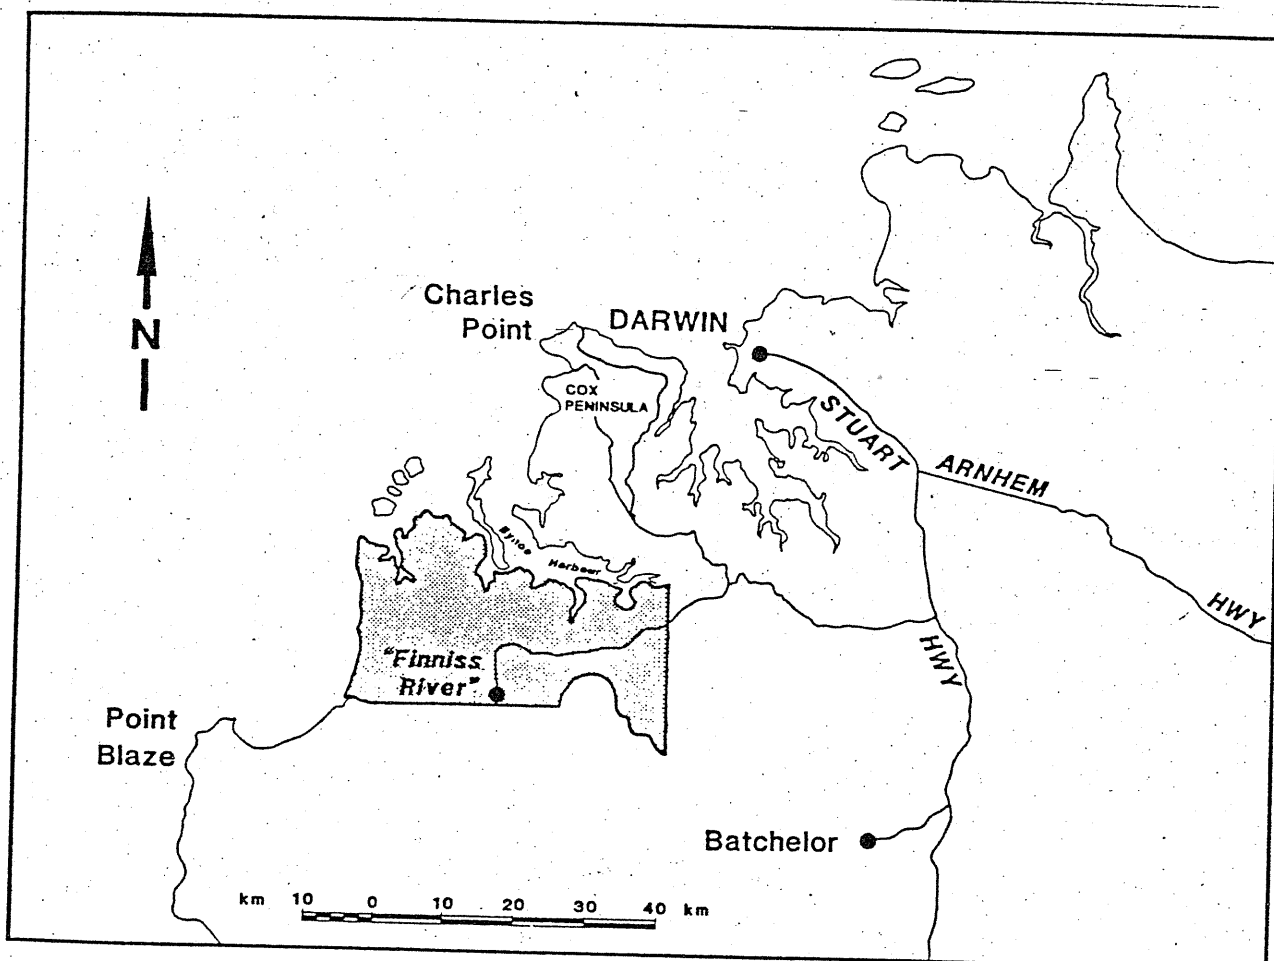 Charles
Point
DARWIN
N
COX
PENINSULA
STUART
ARNHEM
HWY
Bynoe
Harbour
HWY
"Finniss
River"
Point
Blaze
Batchelor
km 10 0 10 20 30 40 km